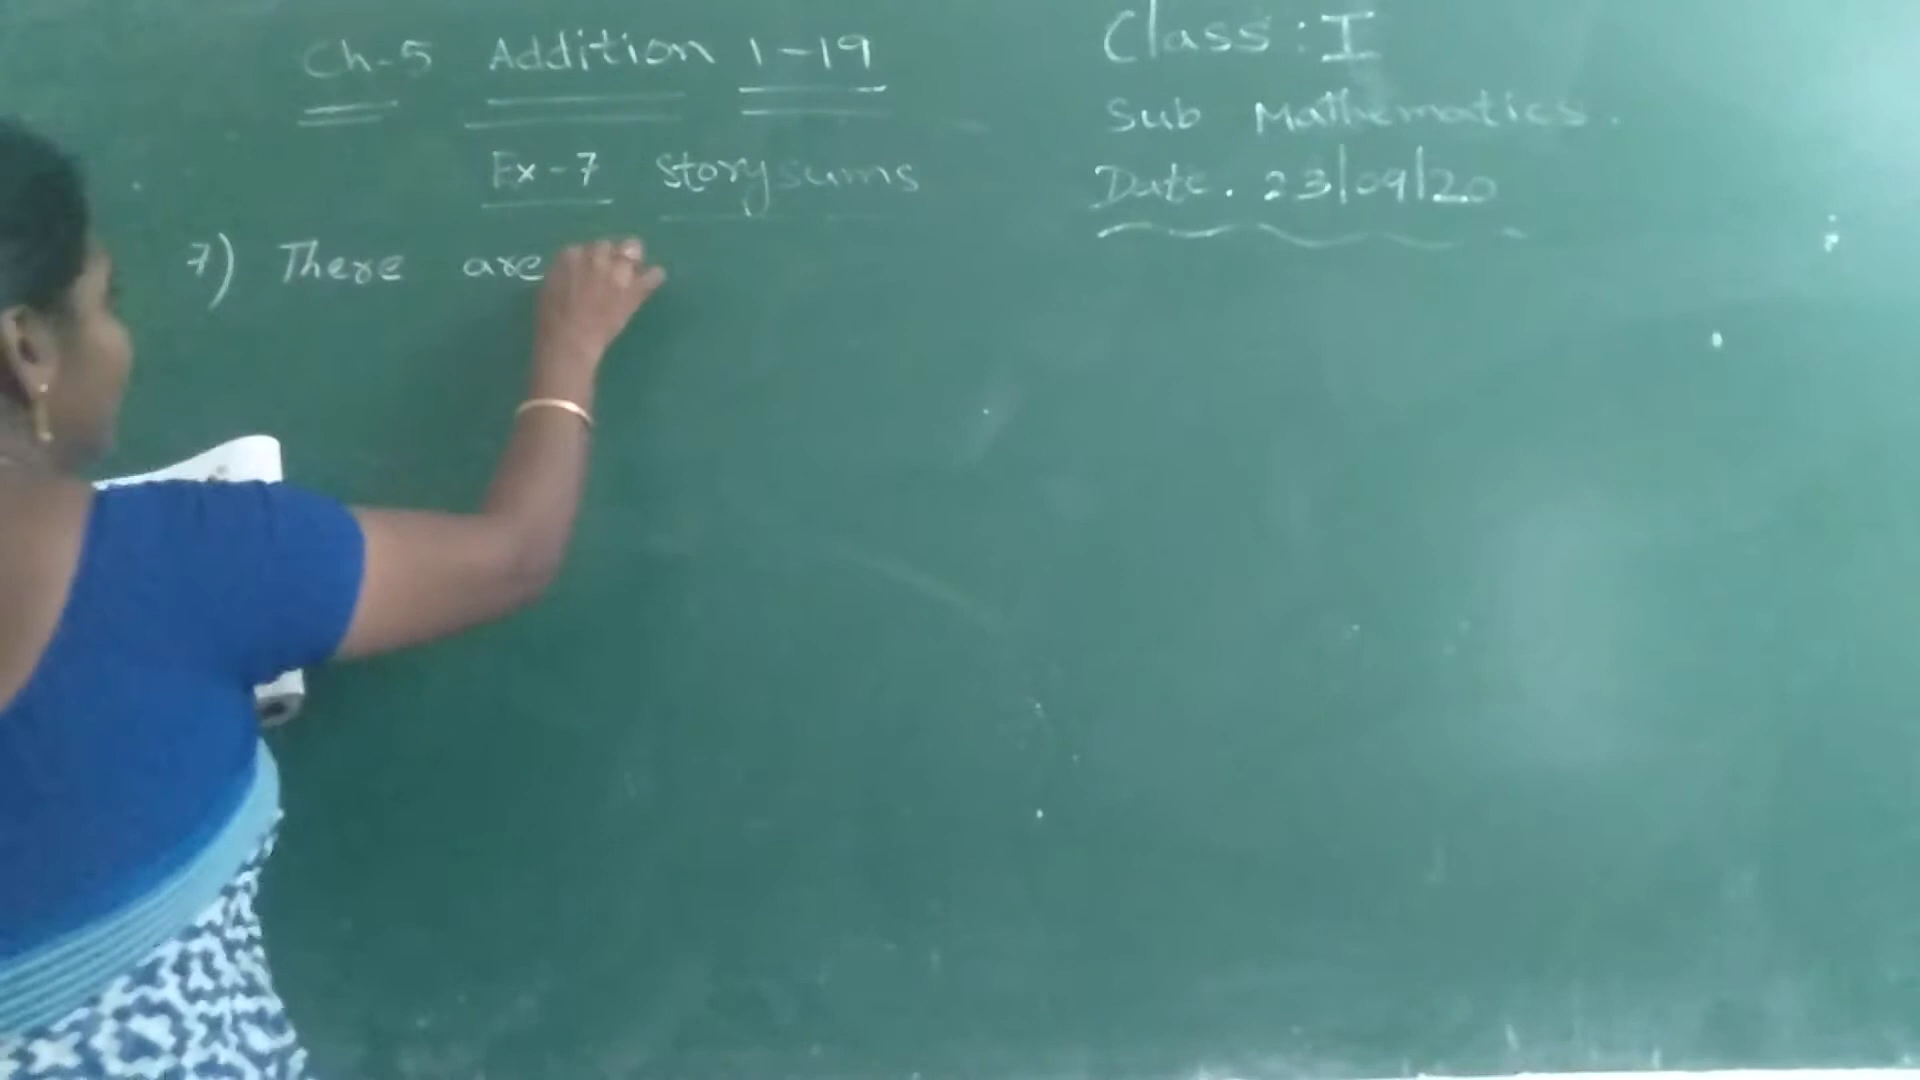 Ch-5 Addition 1-19
Ex-7 Storysums
Class : I
Sub Mathematics.
Date. 23/09/20
7) There are